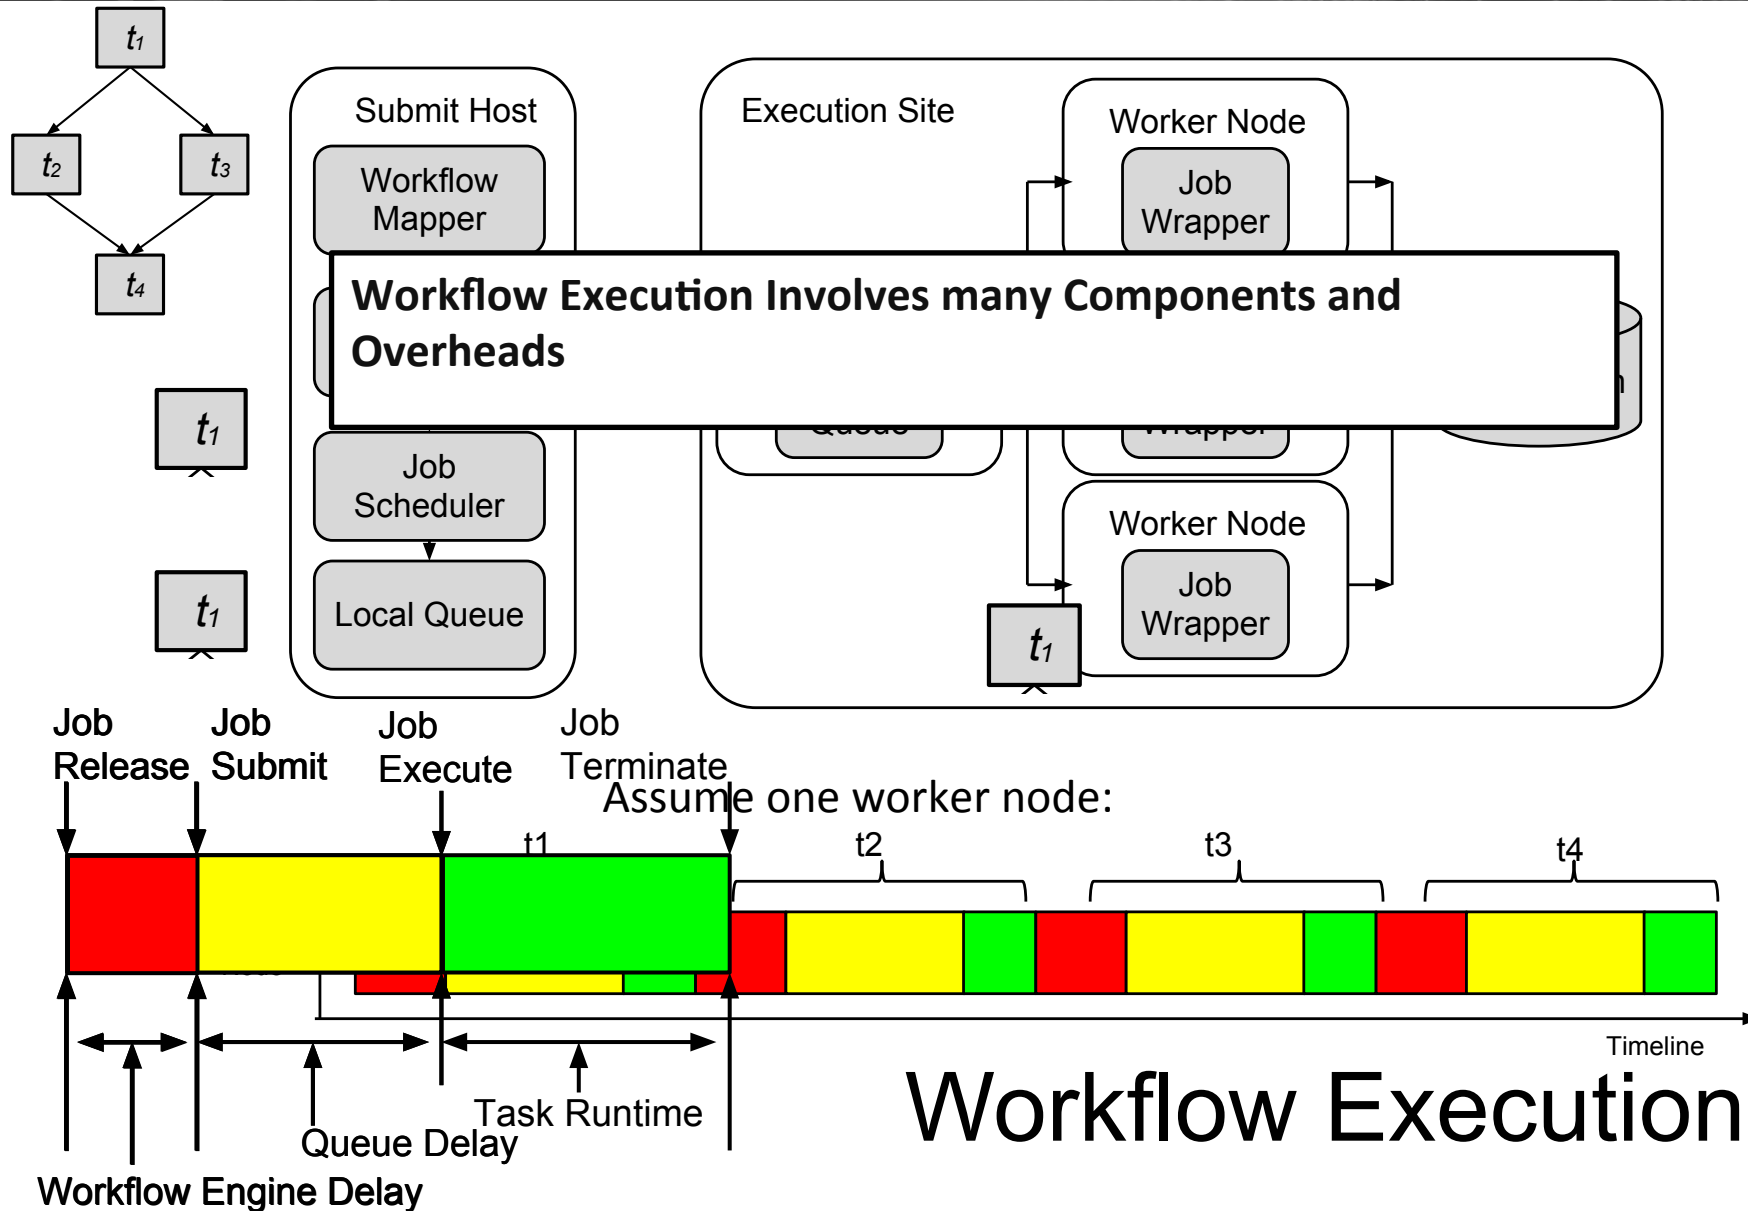 t1
t2
t3
t4
Submit Host
Workflow
Mapper
Execution Site
Worker Node
Job
Wrapper
Workflow Execution Involves many Components and
Overheads
t1
Queue
Wrapper
Job
Scheduler
Worker Node
Job
Wrapper
t1
Local Queue
t1
Job
Release
Job
Submit
Job
Execute
Job
Terminate
Assume one worker node:
t1
t2
t3
t4
Timeline
Task Runtime
Queue Delay
Workflow Engine Delay
Workflow Execution